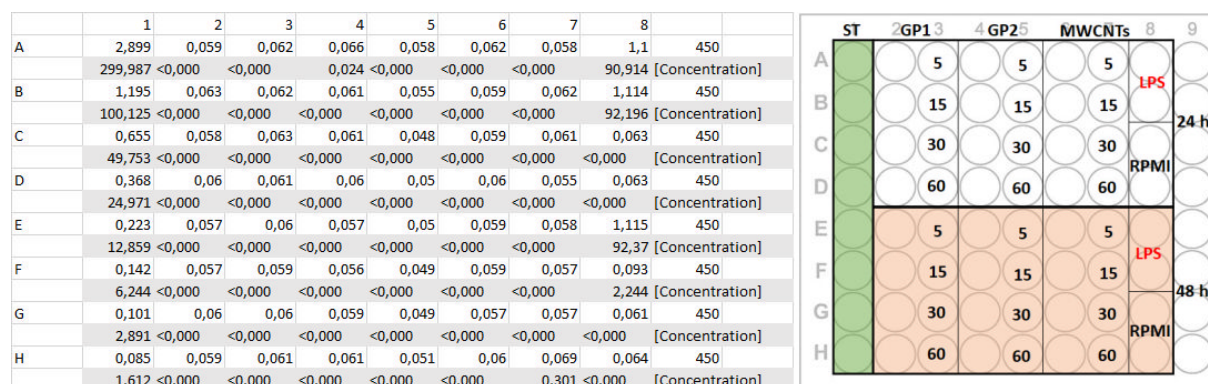 1 2 3 4 5 6 7 8
A 2,899 0,059 0,062 0,066 0,058 0,062 0,058 1,1 450
299,987 <0,000 <0,000 0,024 <0,000 <0,000 <0,000 90,914 [Concentration]
B 1,195 0,063 0,062 0,061 0,055 0,059 0,062 1,114 450
100,125 <0,000 <0,000 <0,000 <0,000 <0,000 <0,000 92,196 [Concentration]
C 0,655 0,058 0,063 0,061 0,048 0,059 0,061 0,063 450
49,753 <0,000 <0,000 <0,000 <0,000 <0,000 <0,000 <0,000 [Concentration]
D 0,368 0,06 0,061 0,06 0,05 0,06 0,055 0,063 450
24,971 <0,000 <0,000 <0,000 <0,000 <0,000 <0,000 <0,000 [Concentration]
E 0,223 0,057 0,06 0,057 0,05 0,059 0,058 1,115 450
12,859 <0,000 <0,000 <0,000 <0,000 <0,000 <0,000 92,37 [Concentration]
F 0,142 0,057 0,059 0,056 0,049 0,059 0,057 0,093 450
6,244 <0,000 <0,000 <0,000 <0,000 <0,000 <0,000 2,244 [Concentration]
G 0,101 0,06 0,06 0,059 0,049 0,057 0,057 0,061 450
2,891 <0,000 <0,000 <0,000 <0,000 <0,000 <0,000 <0,000 [Concentration]
H 0,085 0,059 0,061 0,061 0,051 0,06 0,069 0,064 450
1,612 <0,000 <0,000 <0,000 <0,000 <0,000 0,301 <0,000 [Concentration]
ST 2 GP1 3 4 GP2 5 MWCNTs 8 9
A 5 5 5
LPS
B 15 15 15
24 h
C 30 30 30
RPMI
D 60 60 60
E 5 5 5
LPS
F 15 15 15
48 h
G 30 30 30
RPMI
H 60 60 60